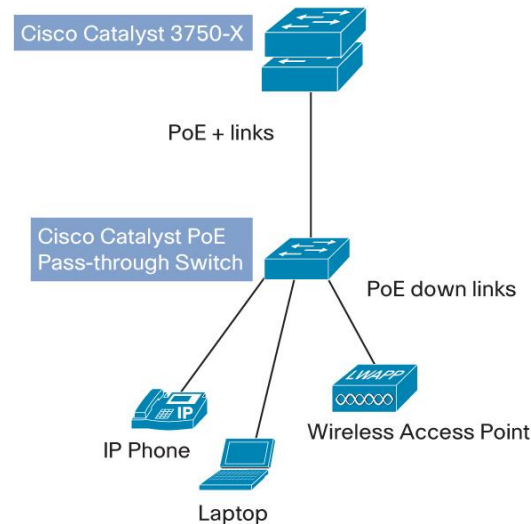 Cisco Catalyst 3750-X
PoE + links
Cisco Catalyst PoE
Pass-through Switch
PoE down links
LWAPP
IP
Wireless Access Point
IP Phone
Laptop